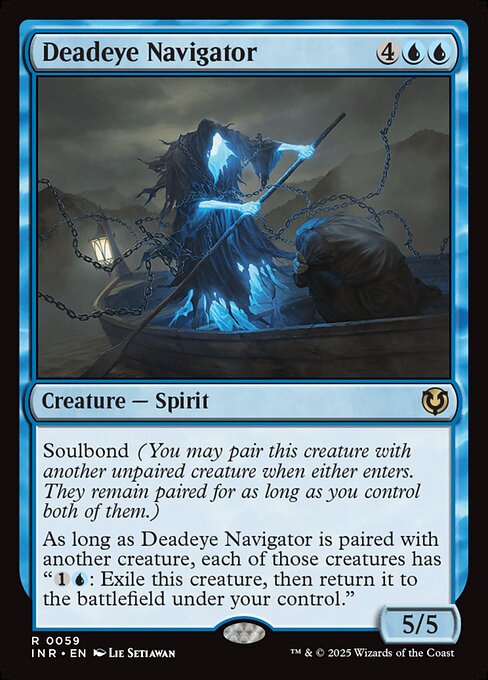 Deadeye Navigator 4
Creature — Spirit
Soulbond (You may pair this creature with
another unpaired creature when either enters.
They remain paired for as long as you control
both of them.)
As long as Deadeye Navigator is paired with
another creature, each of those creatures has
“1: Exile this creature, then return it to
the battlefield under your control.”
5/5
R 0059
INR • EN Lie Setiawan
™ & © 2025 Wizards of the Coast